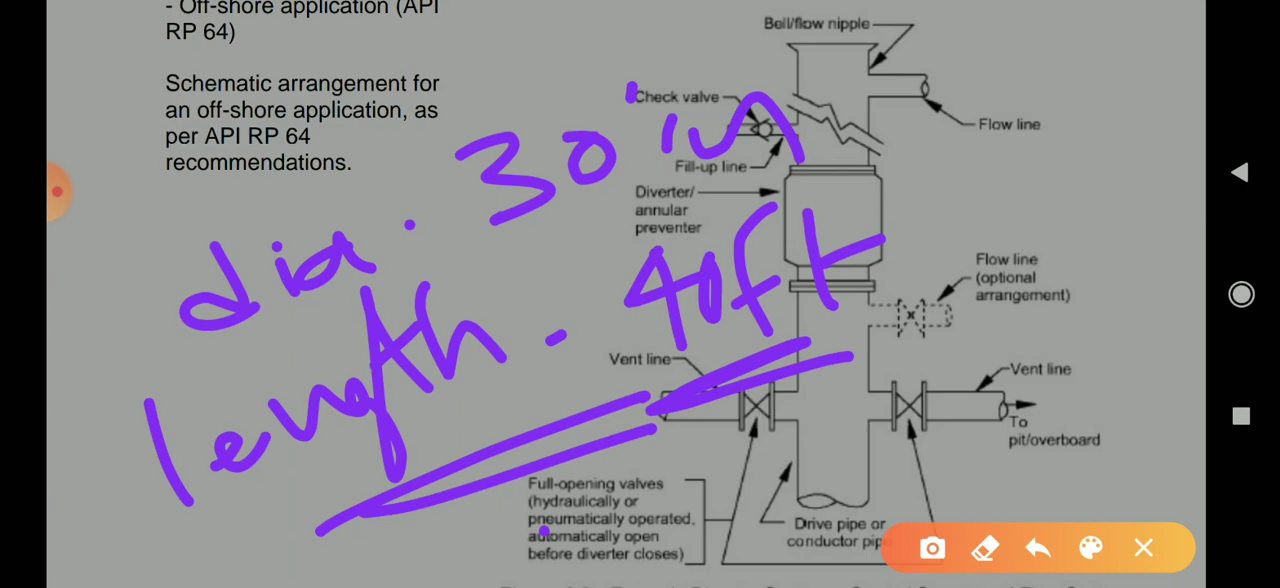 - Off-shore application (API
RP 64)
Schematic arrangement for
an off-shore application, as
per API RP 64
recommendations.
Bell/flow nipple
Check valve
Flow line
Fill-up line
Diverter/
annular
preventer
Flow line
(optional
arrangement)
Vent line
Vent line
To
pit/overboard
Full-opening valves
(hydraulically or
pneumatically operated,
automatically open
before diverter closes)
Drive pipe or
conductor pipe
dia. 30 in
length - 40ft